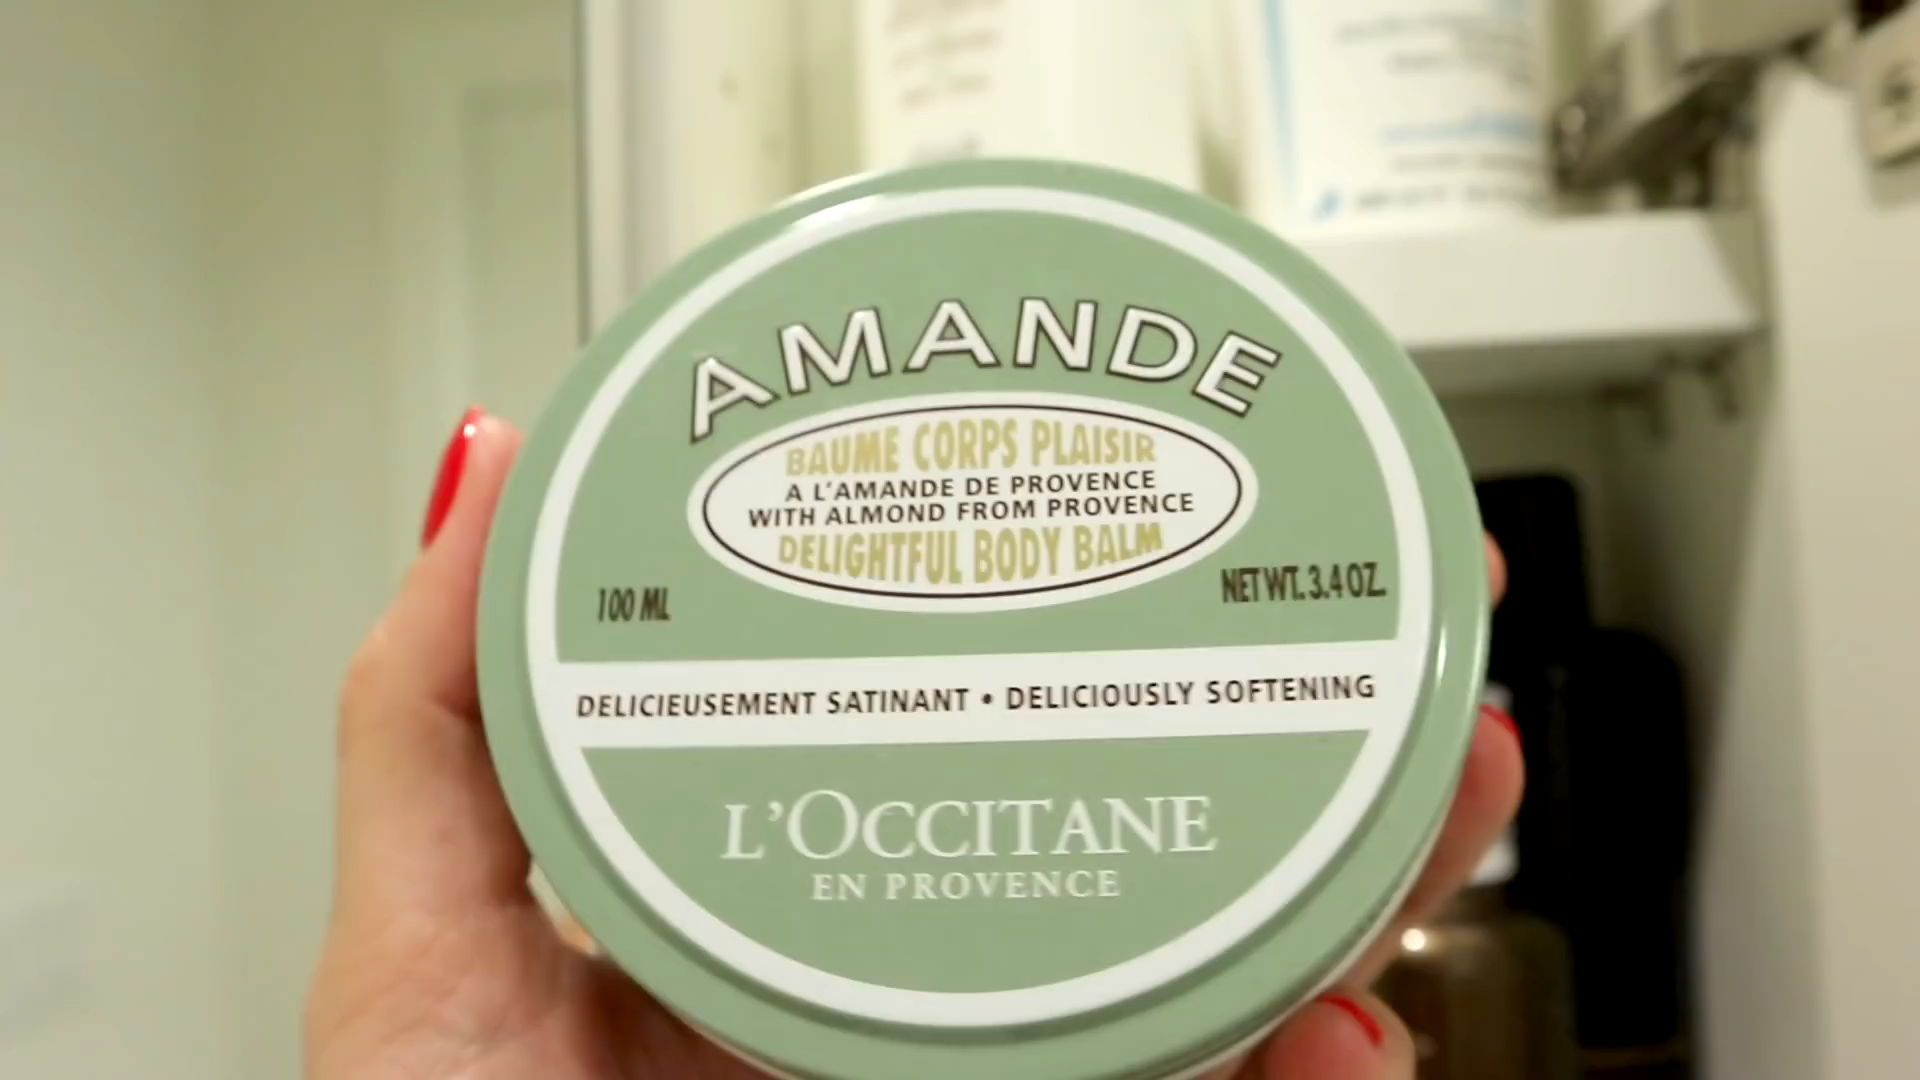 AMANDE
BAUME CORPS PLAISIR
A L'AMANDE DE PROVENCE
WITH ALMOND FROM PROVENCE
DELIGHTFUL BODY BALM
100 ML
NET WT. 3.4 OZ.
DELICIEUSEMENT SATINANT • DELICIOUSLY SOFTENING
L'OCCITANE
EN PROVENCE